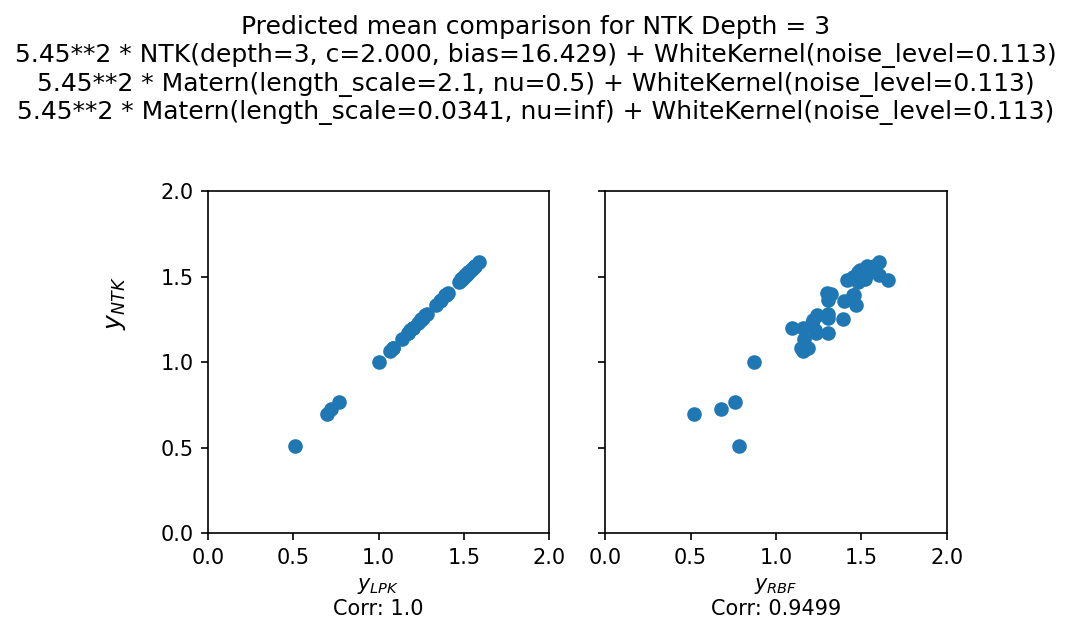 Predicted mean comparison for NTK Depth = 3
5.45**2 * NTK(depth=3, c=2.000, bias=16.429) + WhiteKernel(noise_level=0.113)
5.45**2 * Matern(length_scale=2.1, nu=0.5) + WhiteKernel(noise_level=0.113)
5.45**2 * Matern(length_scale=0.0341, nu=inf) + WhiteKernel(noise_level=0.113)
2.0
1.5
1.0
0.5
0.0
y_NTK
0.0 0.5 1.0 1.5 2.0
y_LPK
Corr: 1.0
0.0 0.5 1.0 1.5 2.0
y_RBF
Corr: 0.9499